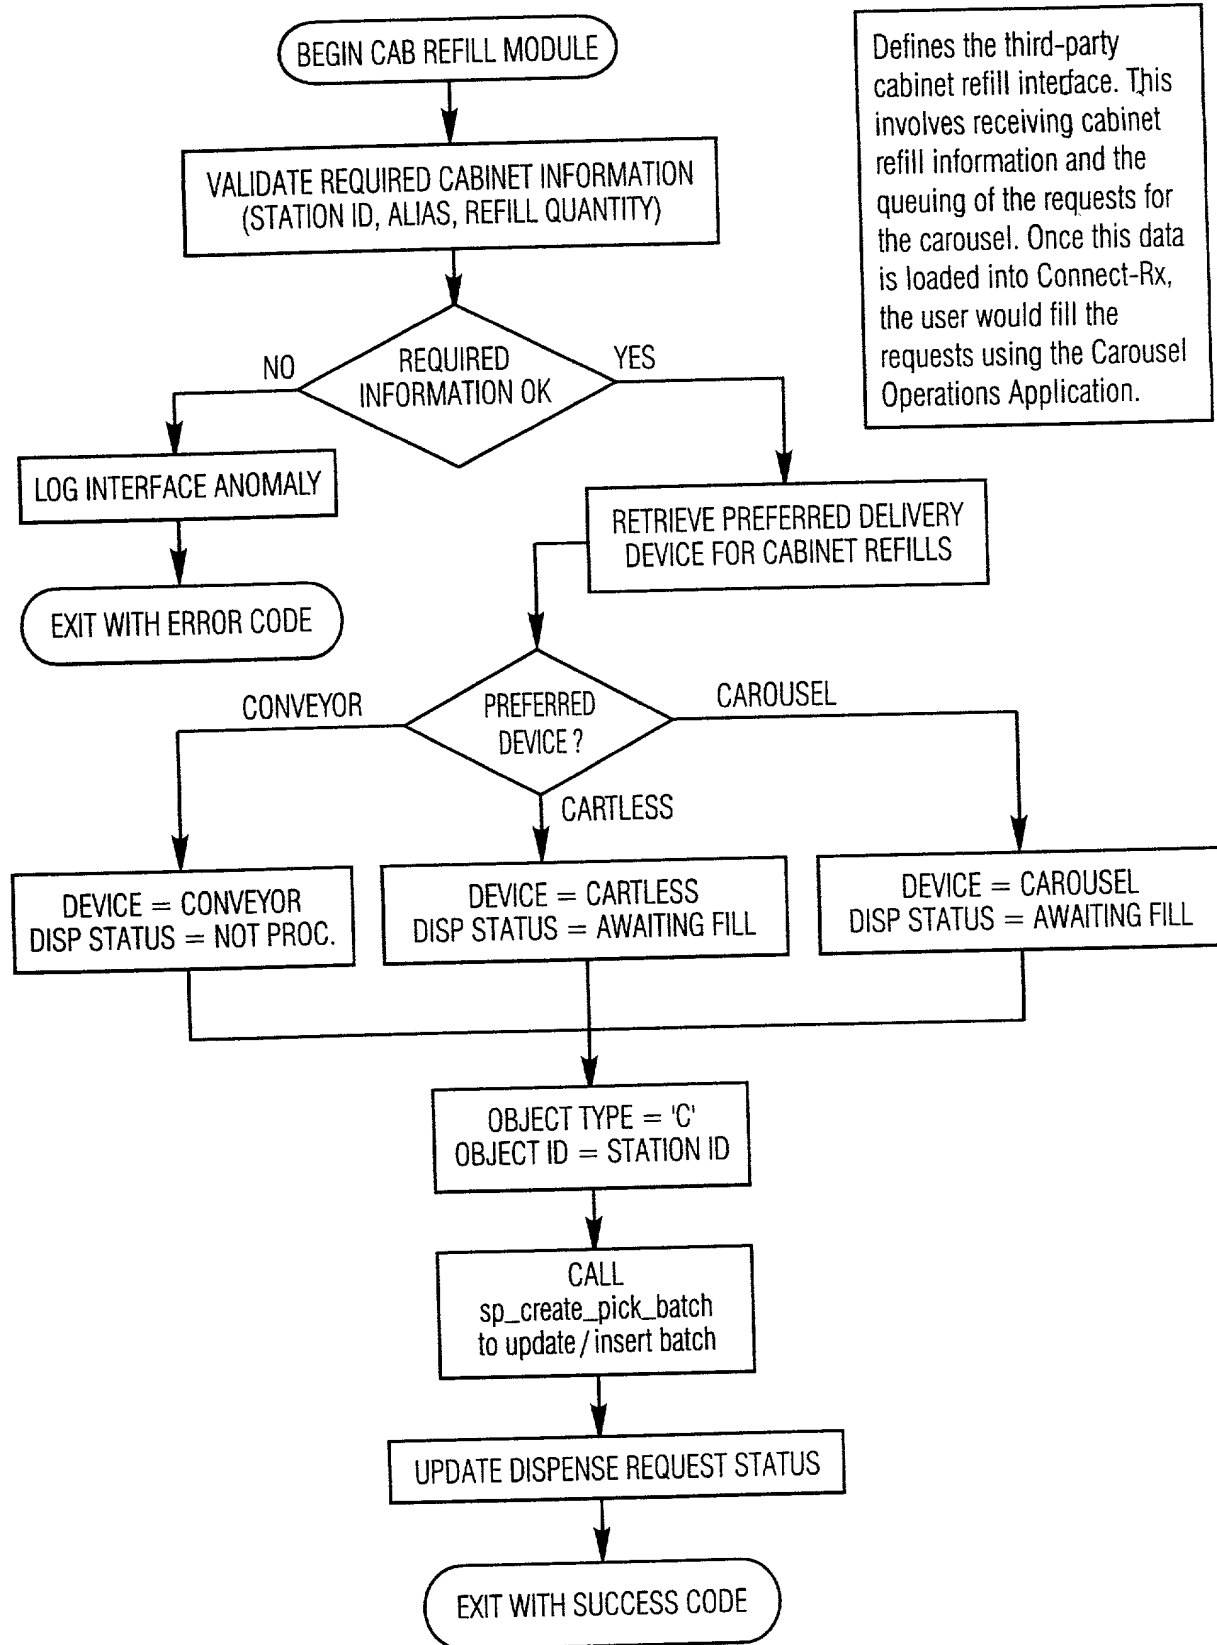 BEGIN CAB REFILL MODULE
VALIDATE REQUIRED CABINET INFORMATION
(STATION ID, ALIAS, REFILL QUANTITY)
Defines the third-party
cabinet refill interface. This
involves receiving cabinet
refill information and the
queuing of the requests for
the carousel. Once this data
is loaded into Connect-Rx,
the user would fill the
requests using the Carousel
Operations Application.
NO
REQUIRED
INFORMATION OK
YES
LOG INTERFACE ANOMALY
EXIT WITH ERROR CODE
RETRIEVE PREFERRED DELIVERY
DEVICE FOR CABINET REFILLS
CONVEYOR
PREFERRED
DEVICE?
CAROUSEL
CARTLESS
DEVICE = CONVEYOR
DISP STATUS = NOT PROC.
DEVICE = CARTLESS
DISP STATUS = AWAITING FILL
DEVICE = CAROUSEL
DISP STATUS = AWAITING FILL
OBJECT TYPE = 'C'
OBJECT ID = STATION ID
CALL
sp_create_pick_batch
to update / insert batch
UPDATE DISPENSE REQUEST STATUS
EXIT WITH SUCCESS CODE